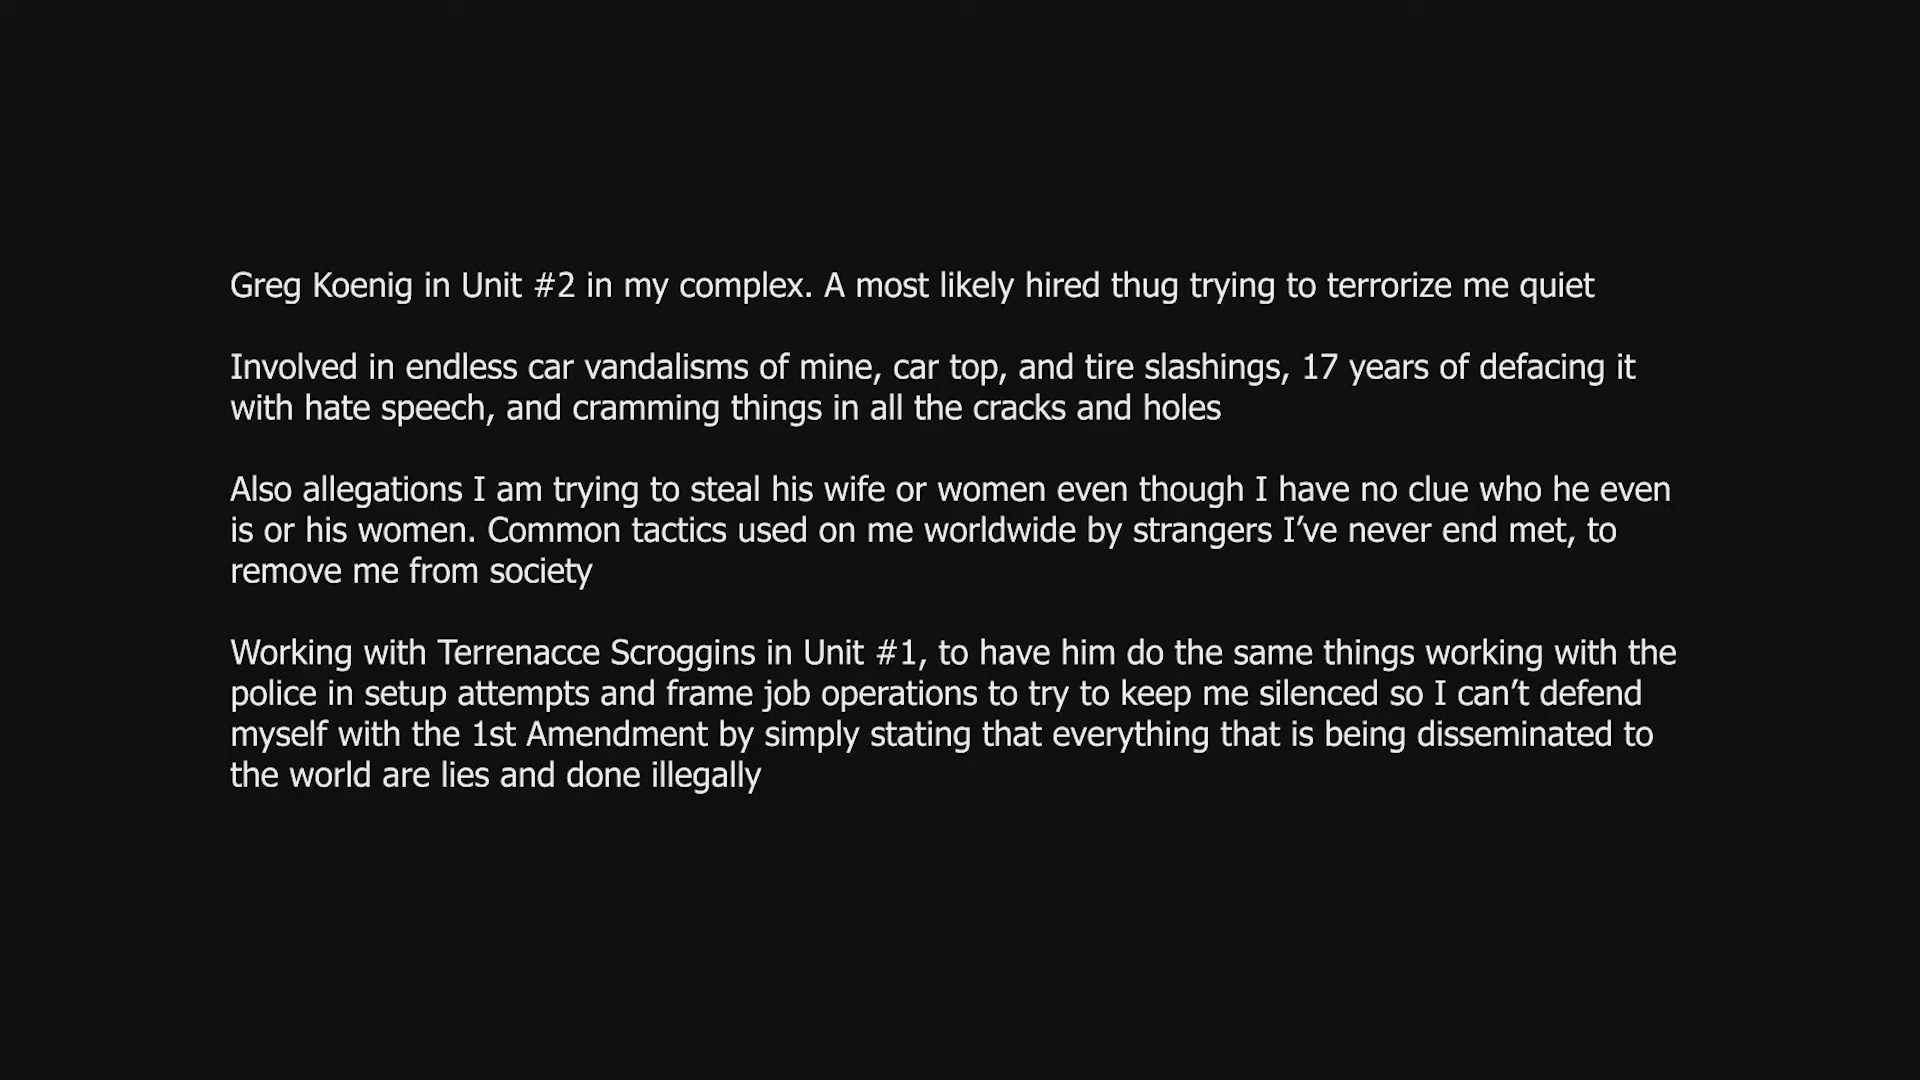 Greg Koenig in Unit #2 in my complex. A most likely hired thug trying to terrorize me quiet
Involved in endless car vandalisms of mine, car top, and tire slashings, 17 years of defacing it
with hate speech, and cramming things in all the cracks and holes
Also allegations I am trying to steal his wife or women even though I have no clue who he even
is or his women. Common tactics used on me worldwide by strangers I’ve never end met, to
remove me from society
Working with Terrenacce Scroggins in Unit #1, to have him do the same things working with the
police in setup attempts and frame job operations to try to keep me silenced so I can’t defend
myself with the 1st Amendment by simply stating that everything that is being disseminated to
the world are lies and done illegally